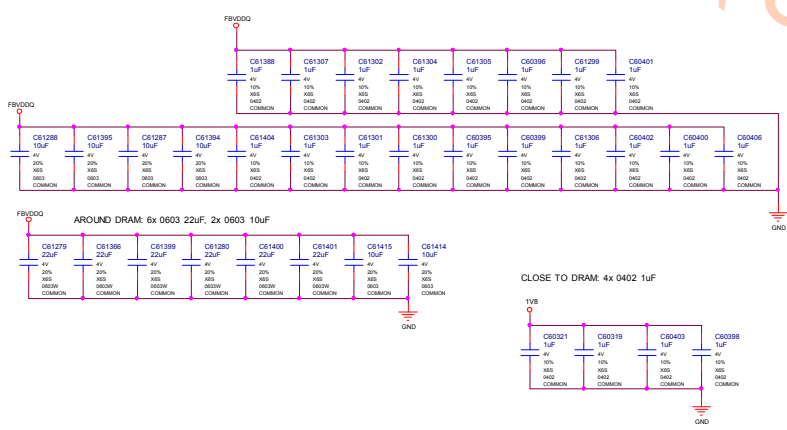 FBVDDQ
C61388 C61307 C61302 C61304 C61305 C60396 C61299 C60401
1uF 1uF 1uF 1uF 1uF 1uF 1uF 1uF
4V 4V 4V 4V 4V 4V 4V 4V
10% 10% 10% 10% 10% 10% 10% 10%
X6S X6S X6S X6S X6S X6S X6S X6S
0402 0402 0402 0402 0402 0402 0402 0402
COMMON COMMON COMMON COMMON COMMON COMMON COMMON COMMON
FBVDDQ
C61288 C61395 C61287 C61394 C61404 C61303 C61301 C61300 C60395 C60399 C61306 C60402 C60400 C60406
10uF 10uF 10uF 10uF 1uF 1uF 1uF 1uF 1uF 1uF 1uF 1uF 1uF 1uF
4V 4V 4V 4V 4V 4V 4V 4V 4V 4V 4V 4V 4V 4V
20% 20% 20% 20% 10% 10% 10% 10% 10% 10% 10% 10% 10% 10%
X6S X6S X6S X6S X6S X6S X6S X6S X6S X6S X6S X6S X6S X6S
0603 0603 0603 0603 0402 0402 0402 0402 0402 0402 0402 0402 0402 0402
COMMON COMMON COMMON COMMON COMMON COMMON COMMON COMMON COMMON COMMON COMMON COMMON COMMON COMMON
GND
FBVDDQ
AROUND DRAM: 6x 0603 22uF, 2x 0603 10uF
C61279 C61366 C61399 C61280 C61400 C61401 C61415 C61414
22uF 22uF 22uF 22uF 22uF 22uF 10uF 10uF
4V 4V 4V 4V 4V 4V 4V 4V
20% 20% 20% 20% 20% 20% 20% 20%
X6S X6S X6S X6S X6S X6S X6S X6S
0603W 0603W 0603W 0603W 0603W 0603W 0603 0603
COMMON COMMON COMMON COMMON COMMON COMMON COMMON COMMON
GND
CLOSE TO DRAM: 4x 0402 1uF
1V8
C60321 C60319 C60403 C60398
1uF 1uF 1uF 1uF
4V 4V 4V 4V
10% 10% 10% 10%
X6S X6S X6S X6S
0402 0402 0402 0402
COMMON COMMON COMMON COMMON
GND